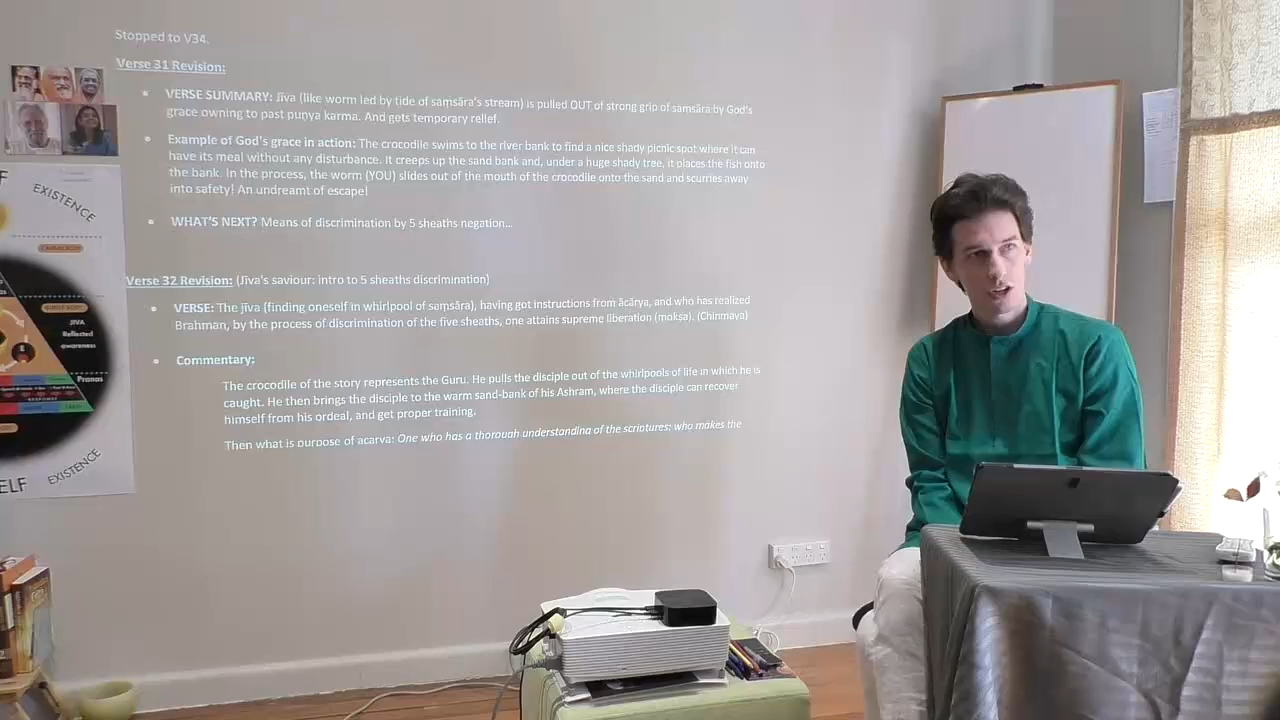 Stopped to V34.
Verse 31 Revision:
VERSE SUMMARY: Jīva (like worm led by tide of saṃsāra's stream) is pulled OUT of strong grip of saṃsāra by God's
grace owning to past puṇya karma. And gets temporary relief.
Example of God's grace in action: The crocodile swims to the river bank to find a nice shady picnic spot where it can
have its meal without any disturbance. It creeps up the sand bank and, under a huge shady tree, it places the fish onto
the bank. In the process, the worm (YOU) slides out of the mouth of the crocodile onto the sand and scurries away
into safety! An undreamt of escape!
WHAT'S NEXT? Means of discrimination by 5 sheaths negation...
Verse 32 Revision: (Jīva's saviour: intro to 5 sheaths discrimination)
VERSE: The jīva (finding oneself in whirlpool of saṃsāra), having got instructions from ācārya, and who has realized
Brahman, by the process of discrimination of the five sheaths, one attains supreme liberation (mokṣa). (Chinmaya)
Commentary:
The crocodile of the story represents the Guru. He pulls the disciple out of the whirlpools of life in which he is
caught. He then brings the disciple to the warm sand-bank of his Ashram, where the disciple can recover
himself from his ordeal, and get proper training.
Then what is purpose of acarya: One who has a thorough understanding of the scriptures; who makes the
EXISTENCE
JIVA
Reflected
awareness
Pranas
EXISTENCE